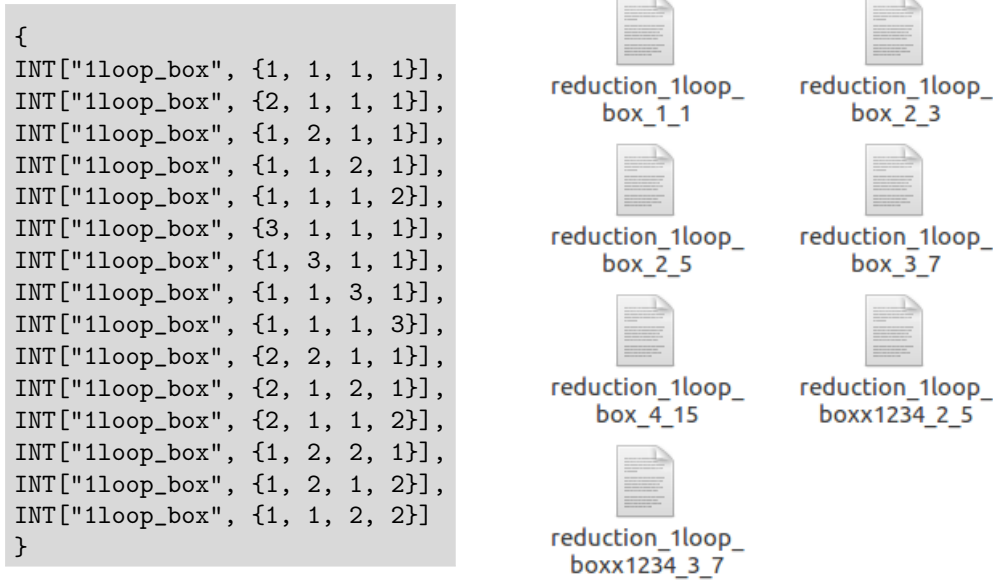 {
INT["1loop_box", {1, 1, 1, 1}],
INT["1loop_box", {2, 1, 1, 1}],
INT["1loop_box", {1, 2, 1, 1}],
INT["1loop_box", {1, 1, 2, 1}],
INT["1loop_box", {1, 1, 1, 2}],
INT["1loop_box", {3, 1, 1, 1}],
INT["1loop_box", {1, 3, 1, 1}],
INT["1loop_box", {1, 1, 3, 1}],
INT["1loop_box", {1, 1, 1, 3}],
INT["1loop_box", {2, 2, 1, 1}],
INT["1loop_box", {2, 1, 2, 1}],
INT["1loop_box", {2, 1, 1, 2}],
INT["1loop_box", {1, 2, 2, 1}],
INT["1loop_box", {1, 2, 1, 2}],
INT["1loop_box", {1, 1, 2, 2}]
}
reduction_1loop_
box_1_1
reduction_1loop_
box_2_3
reduction_1loop_
box_2_5
reduction_1loop_
box_3_7
reduction_1loop_
box_4_15
reduction_1loop_
boxx1234_2_5
reduction_1loop_
boxx1234_3_7